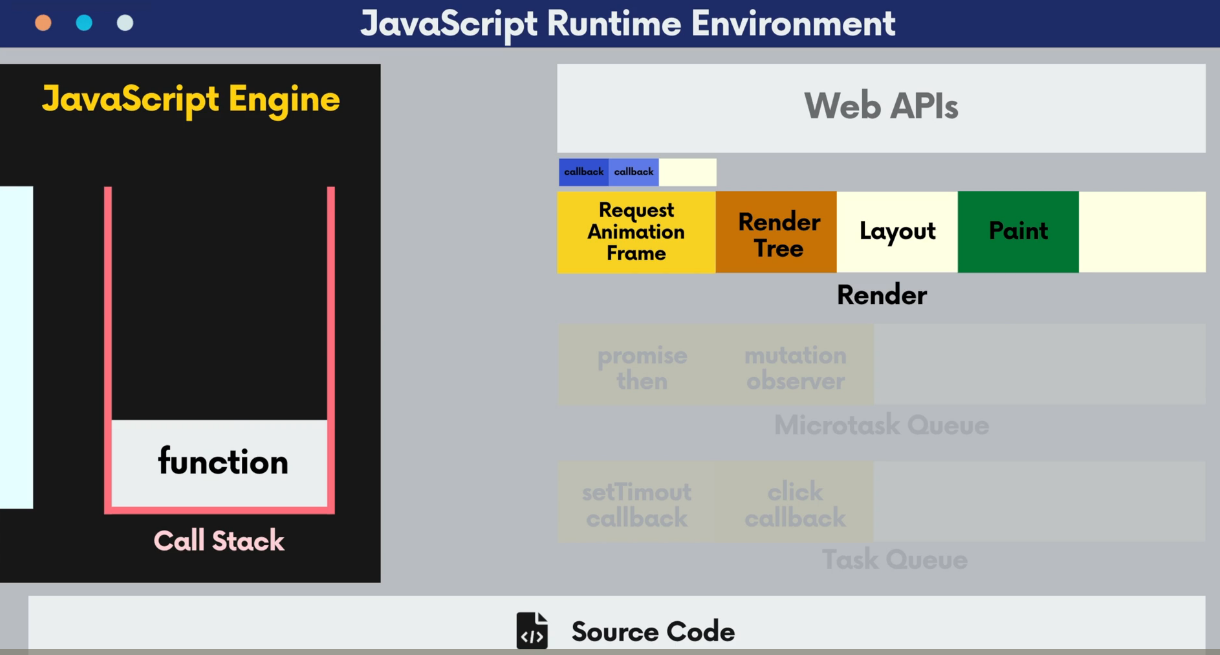 JavaScript Runtime Environment
JavaScript Engine
function
Call Stack
Web APIs
callback callback
Request
Animation
Frame
Render
Tree
Layout
Paint
Render
promise
then
mutation
observer
Microtask Queue
setTimout
callback
click
callback
Task Queue
</> Source Code